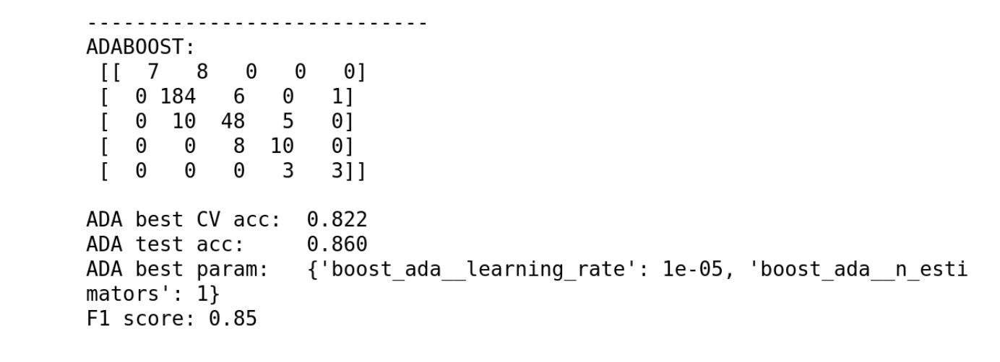 ----------------------------
ADABOOST:
[[  7   8   0   0   0]
[  0 184   6   0   1]
[  0  10  48   5   0]
[  0   0   8  10   0]
[  0   0   0   3   3]]
ADA best CV acc:  0.822
ADA test acc:     0.860
ADA best param:   {'boost_ada__learning_rate': 1e-05, 'boost_ada__n_esti
mators': 1}
F1 score: 0.85